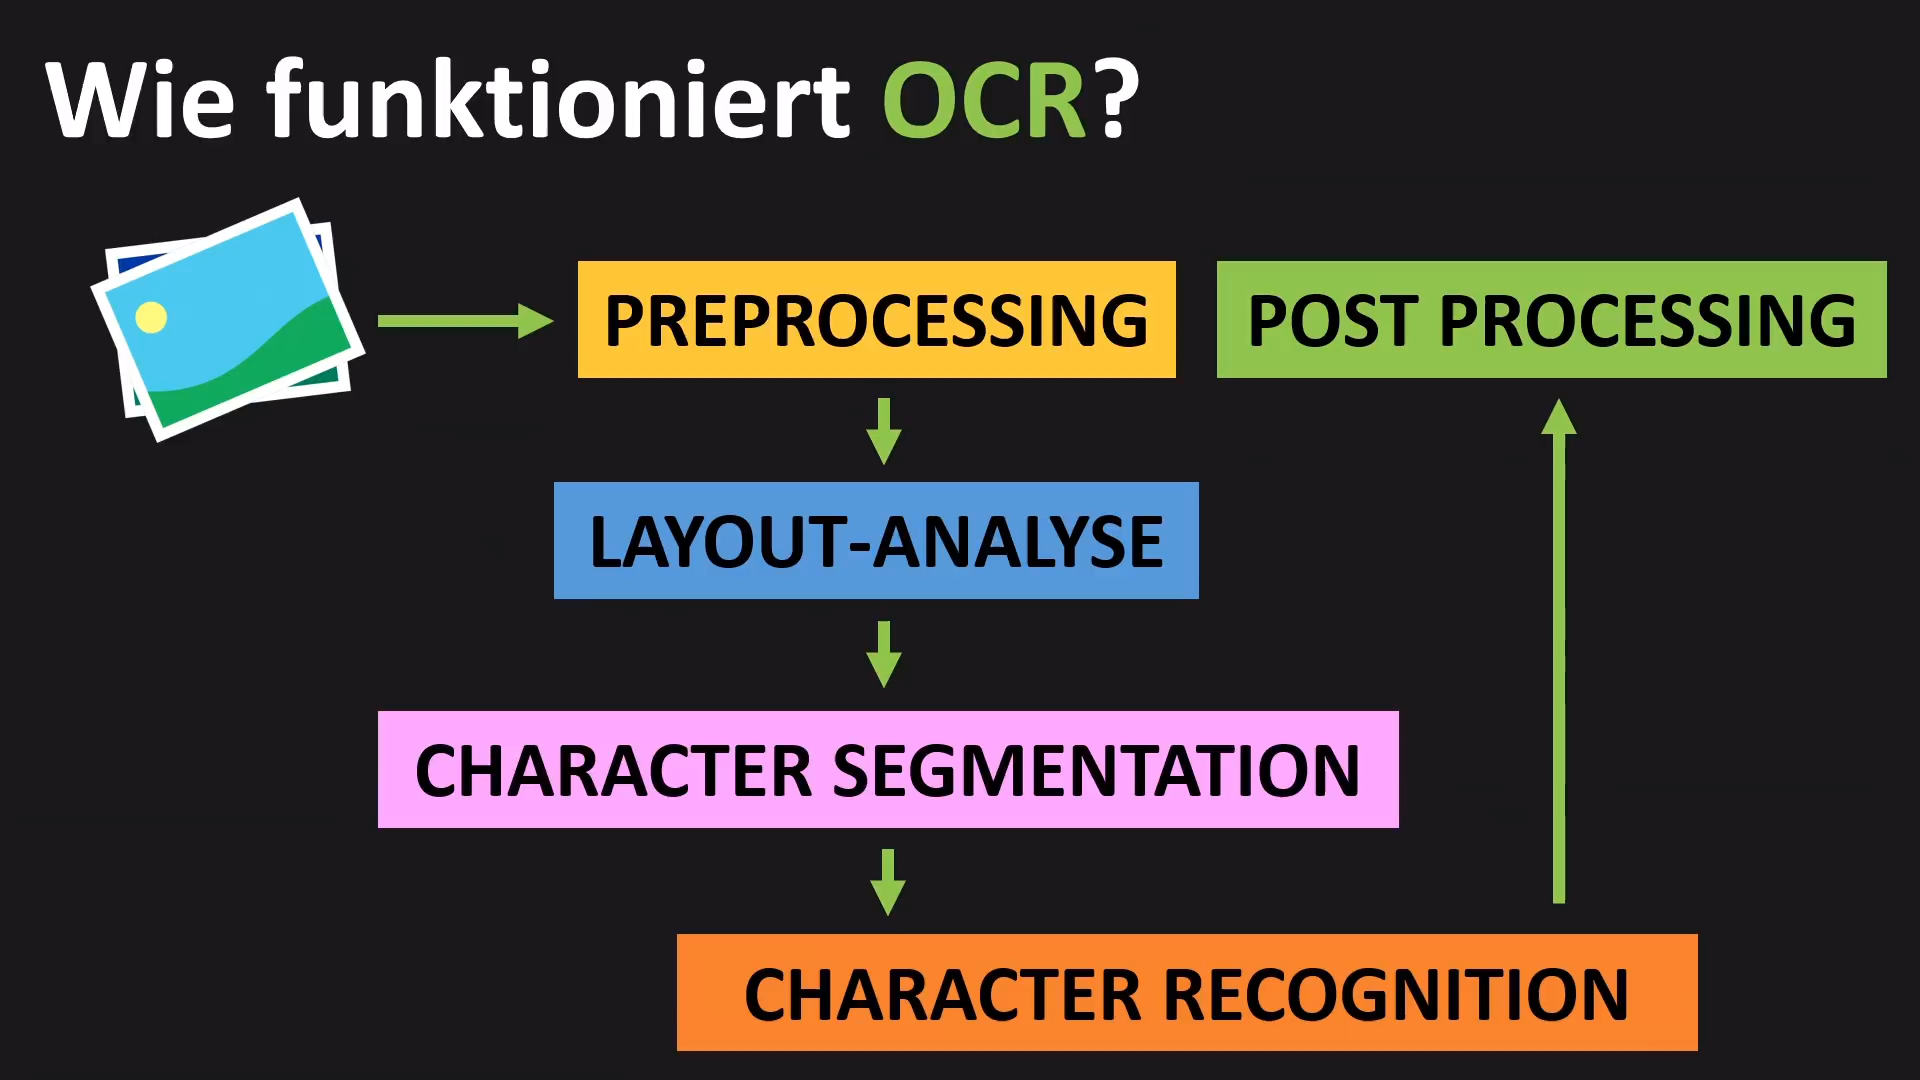 Wie funktioniert OCR?
PREPROCESSING
LAYOUT-ANALYSE
CHARACTER SEGMENTATION
CHARACTER RECOGNITION
POST PROCESSING